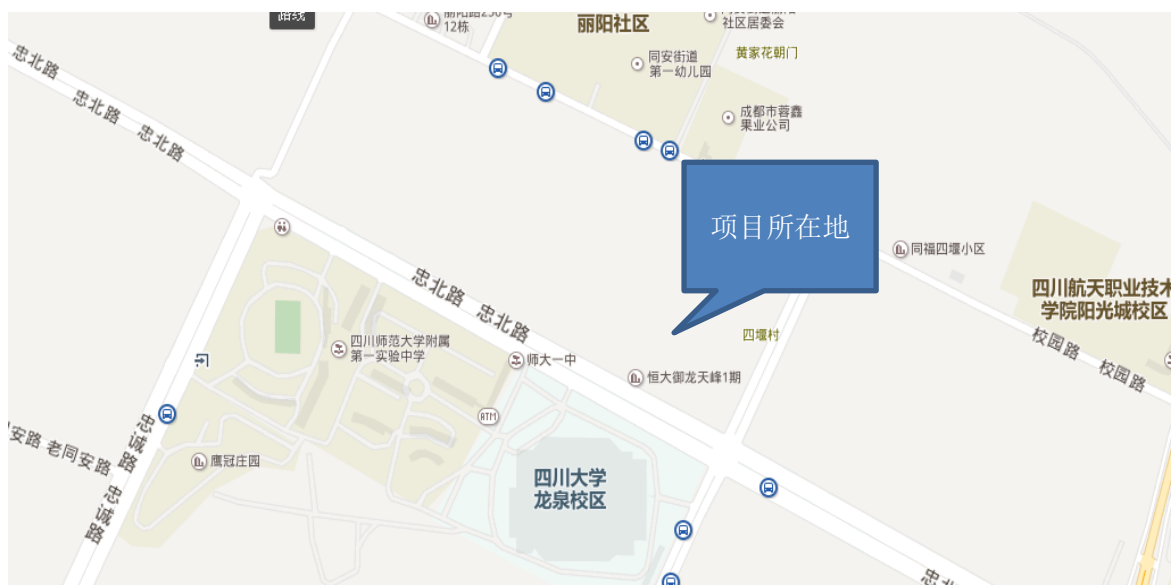 路线
12栋
丽阳社区
社区居委会
忠北路
忠北路
忠北路
同安街道
第一幼儿园
黄家花朝门
成都市蓉鑫
果业公司
项目所在地
同福四堰小区
四川航天职业技术
学院阳光城校区
忠北路
忠北路
四川师范大学附属
第一实验中学
师大一中
四堰村
校园路
校园路
恒大御龙天峰1期
ATM
忠诚路
安路
老同安路
鹰冠庄园
四川大学
龙泉校区
忠诚路
忠北